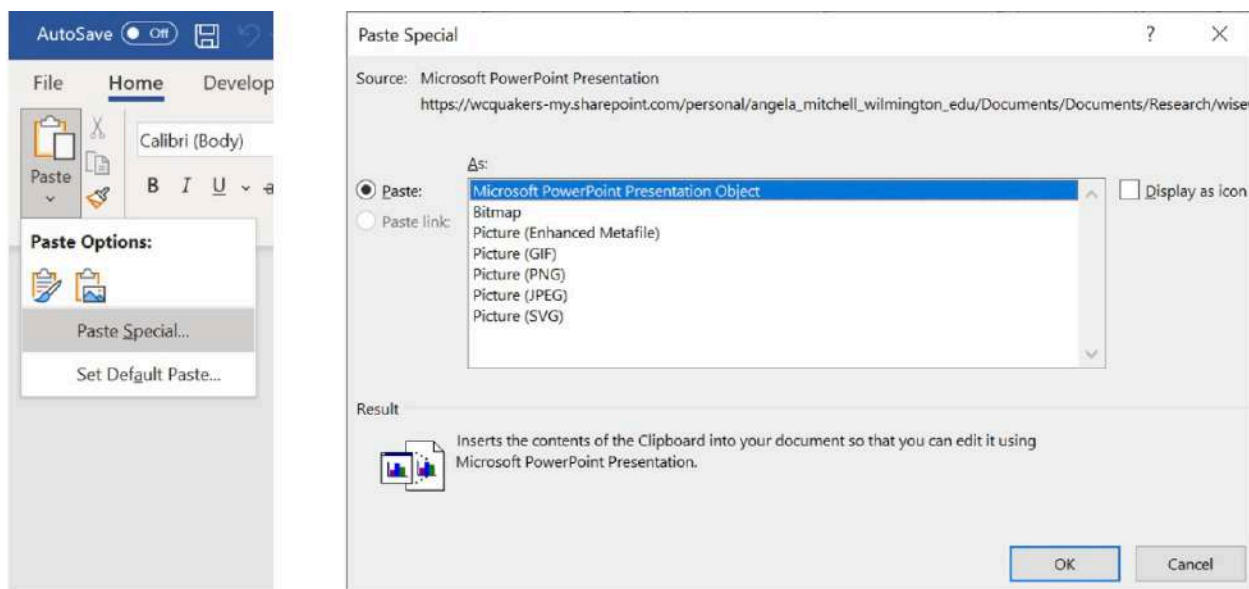 AutoSave Off
File Home Develop
Paste
Calibri (Body)
B I U
Paste Options:
Paste Special...
Set Default Paste...
Paste Special
?
Source: Microsoft PowerPoint Presentation
https://wcquakers-my.sharepoint.com/personal/angela_mitchell_wilmington_edu/Documents/Documents/Research/wise
As:
Paste:
Paste link:
Microsoft PowerPoint Presentation Object
Bitmap
Picture (Enhanced Metafile)
Picture (GIF)
Picture (PNG)
Picture (JPEG)
Picture (SVG)
Display as icon
Result
Inserts the contents of the Clipboard into your document so that you can edit it using
Microsoft PowerPoint Presentation.
OK Cancel